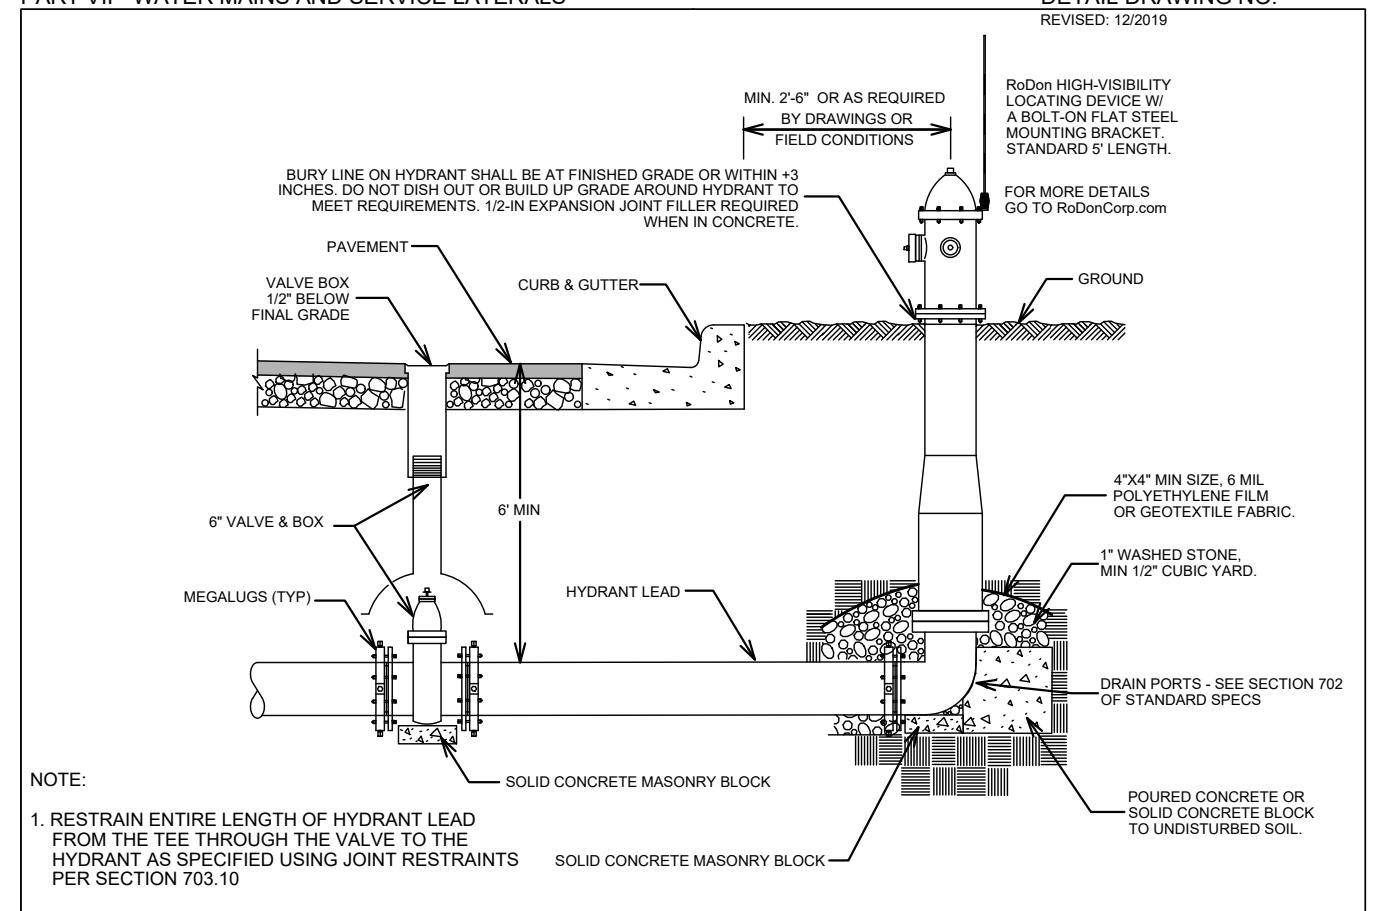 PART VII - WATER MAINS AND SERVICE LATERALS
DETAIL DRAWING NO.
REVISED: 12/2019
RoDon HIGH-VISIBILITY
LOCATING DEVICE W/
A BOLT-ON FLAT STEEL
MOUNTING BRACKET.
STANDARD 5' LENGTH.
FOR MORE DETAILS
GO TO RoDonCorp.com
MIN. 2'-6" OR AS REQUIRED
BY DRAWINGS OR
FIELD CONDITIONS
BURY LINE ON HYDRANT SHALL BE AT FINISHED GRADE OR WITHIN +3
INCHES. DO NOT DISH OUT OR BUILD UP GRADE AROUND HYDRANT TO
MEET REQUIREMENTS. 1/2-IN EXPANSION JOINT FILLER REQUIRED
WHEN IN CONCRETE.
PAVEMENT
VALVE BOX
1/2" BELOW
FINAL GRADE
CURB & GUTTER
GROUND
6" VALVE & BOX
6' MIN
4"X4" MIN SIZE, 6 MIL
POLYETHYLENE FILM
OR GEOTEXTILE FABRIC.
1" WASHED STONE,
MIN 1/2" CUBIC YARD.
MEGALUGS (TYP)
HYDRANT LEAD
DRAIN PORTS - SEE SECTION 702
OF STANDARD SPECS
SOLID CONCRETE MASONRY BLOCK
POURED CONCRETE OR
SOLID CONCRETE BLOCK
TO UNDISTURBED SOIL.
SOLID CONCRETE MASONRY BLOCK
NOTE:
1. RESTRAIN ENTIRE LENGTH OF HYDRANT LEAD
FROM THE TEE THROUGH THE VALVE TO THE
HYDRANT AS SPECIFIED USING JOINT RESTRAINTS
PER SECTION 703.10